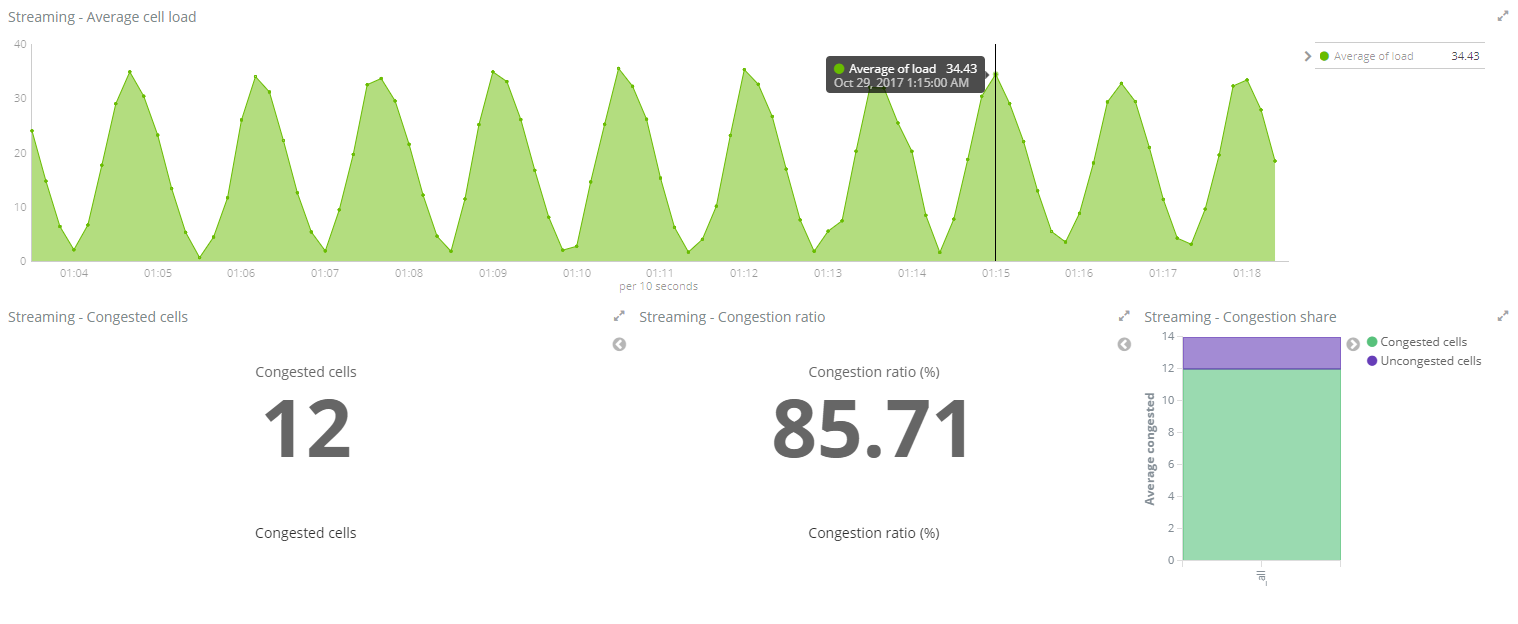 Streaming - Average cell load
40
30
20
10
0
Average of load 34.43
Oct 29, 2017 1:15:00 AM
Average of load 34.43
01:04 01:05 01:06 01:07 01:08 01:09 01:10 01:11 01:12 01:13 01:14 01:15 01:16 01:17 01:18
per 10 seconds
Streaming - Congested cells
Congested cells
12
Congested cells
Streaming - Congestion ratio
Congestion ratio (%)
85.71
Congestion ratio (%)
Streaming - Congestion share
14
12
10
8
6
4
2
0
Average congested
_all
Congested cells
Uncongested cells